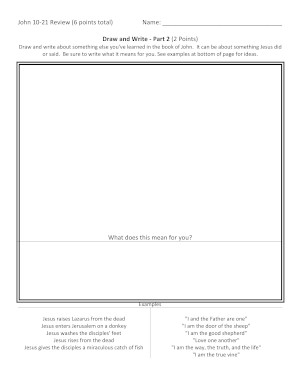 John 10-21 Review (6 points total) Name: ________________________________
Draw and Write - Part 2 (2 Points)
Draw and write about something else you've learned in the book of John. It can be about something Jesus did
or said. Be sure to write what it means for you. See examples at bottom of page for ideas.
What does this mean for you?
Examples
Jesus raises Lazarus from the dead
Jesus enters Jerusalem on a donkey
Jesus washes the disciples' feet
Jesus rises from the dead
Jesus gives the disciples a miraculous catch of fish
"I and the Father are one"
"I am the door of the sheep"
"I am the good shepherd"
"Love one another"
"I am the way, the truth, and the life"
"I am the true vine"